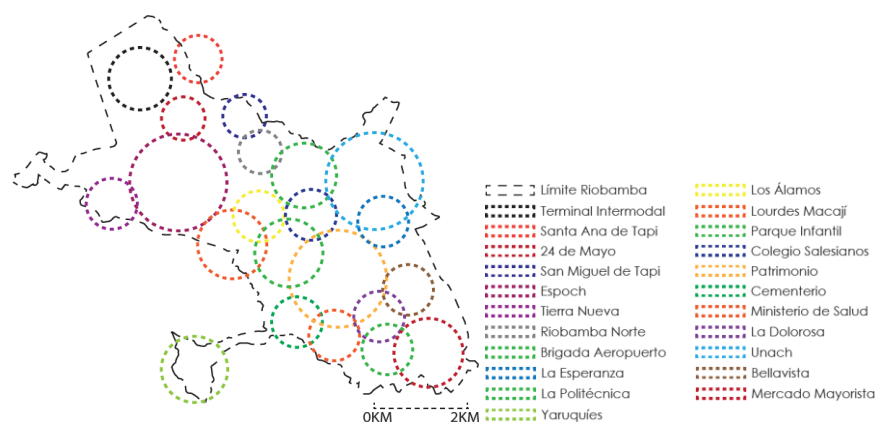 Límite Riobamba
Terminal Intermodal
Santa Ana de Tapi
24 de Mayo
San Miguel de Tapi
Espoch
Tierra Nueva
Riobamba Norte
Brigada Aeropuerto
La Esperanza
La Politécnica
Yaruquíes
Los Álamos
Lourdes Macají
Parque Infantil
Colegio Salesianos
Patrimonio
Cementerio
Ministerio de Salud
La Dolorosa
Unach
Bellavista
Mercado Mayorista
0KM 2KM